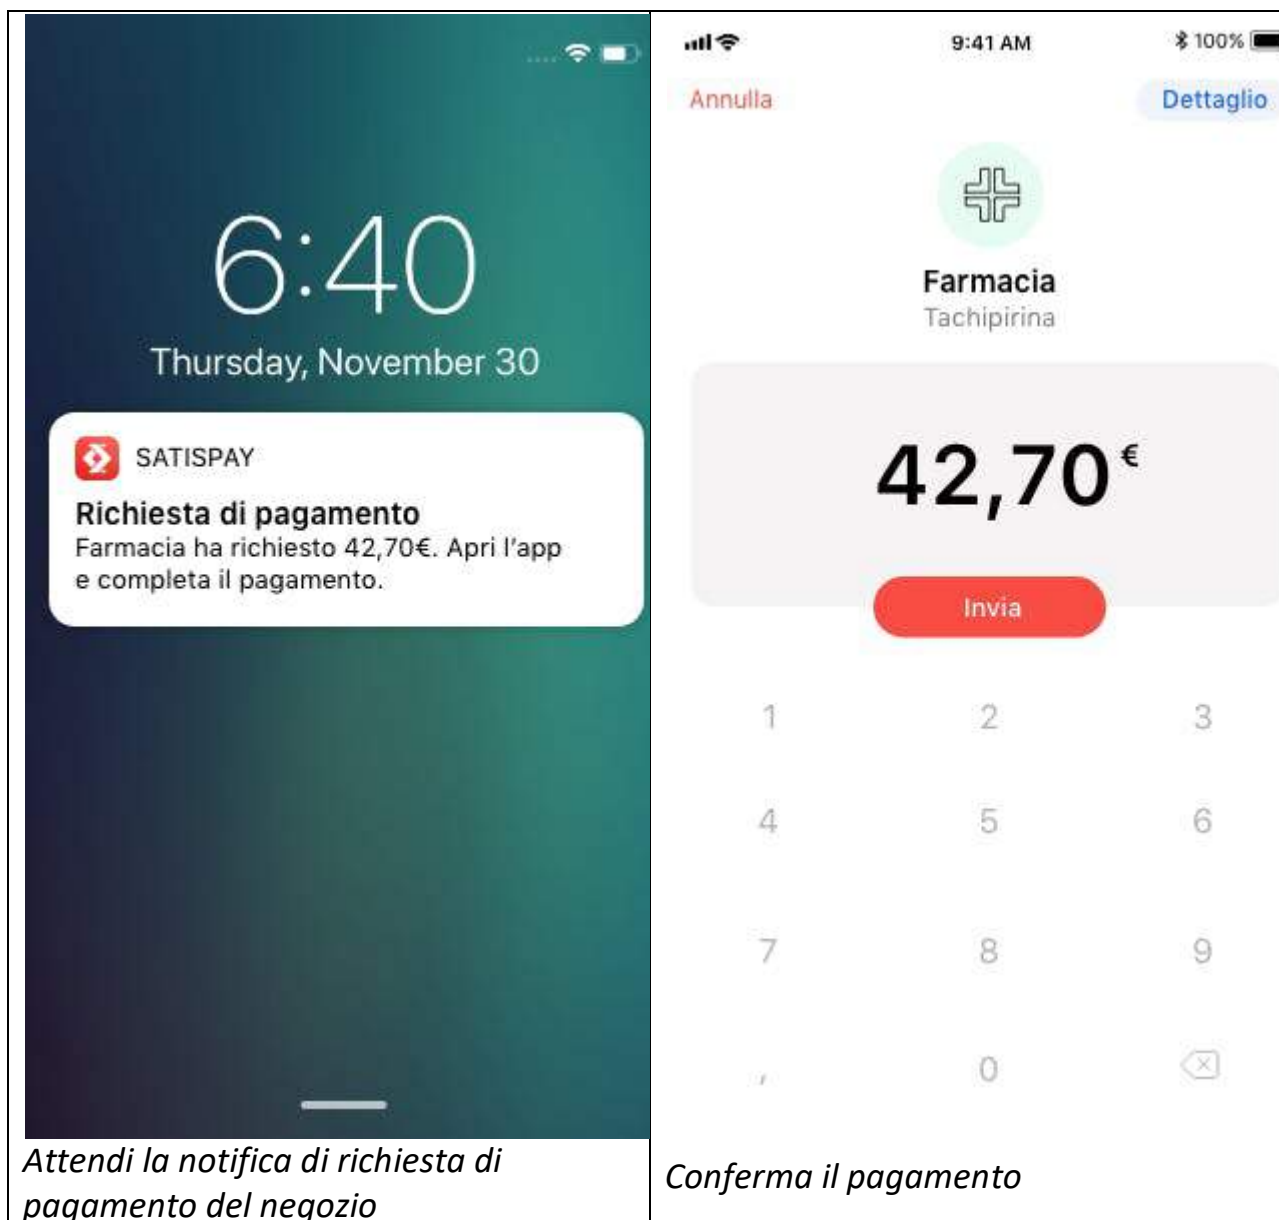 6:40
Thursday, November 30
SATISPAY
Richiesta di pagamento
Farmacia ha richiesto 42,70€. Apri l'app
e completa il pagamento.
Attendi la notifica di richiesta di
pagamento del negozio
9:41 AM
100%
Annulla
Dettaglio
Farmacia
Tachipirina
42,70€
Invia
1 2 3
4 5 6
7 8 9
, 0
Conferma il pagamento